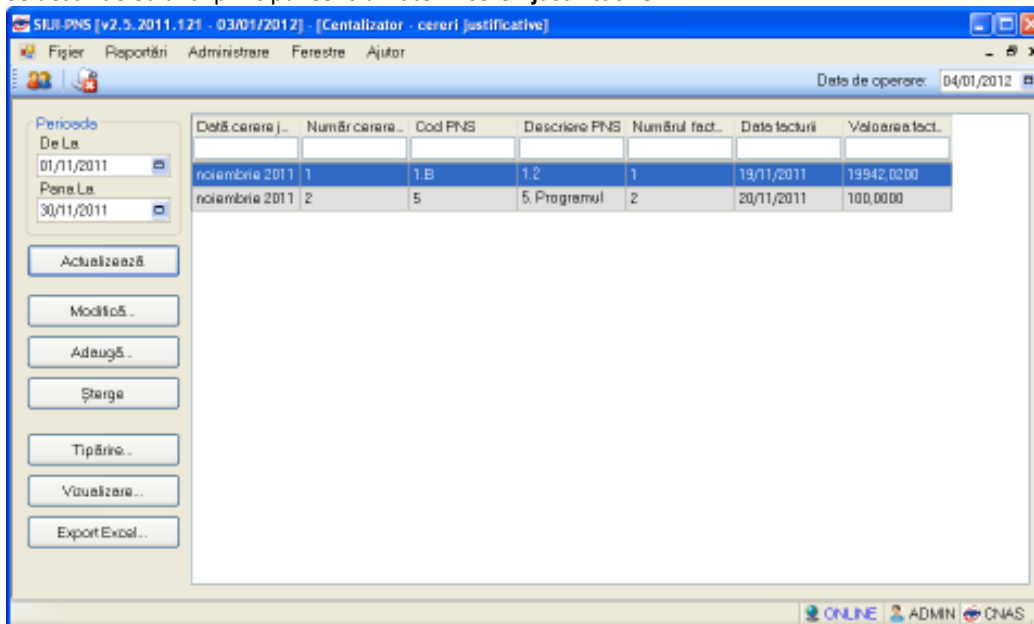 SIUI-PNS [v2.5.2011.121 - 03/01/2012] - [Centalizator - cereri justificative]
Fişier Raportări Administrare Ferestre Ajutor
Data de operare: 04/01/2012
Perioada
De La
01/11/2011
Pana La
30/11/2011
Actualizează
Modifică...
Adaugă...
Şterge
Tipărire...
Vizualizare...
Export Excel...
Dată cerere j... Număr cerere... Cod PNS Descriere PNS Numărul fact... Data facturii Valoarea fact...
noiembrie 2011 1 1.B 1.2 1 19/11/2011 19942,0200
noiembrie 2011 2 5 5. Programul 2 20/11/2011 100,0000
ONLINE ADMIN CNAS